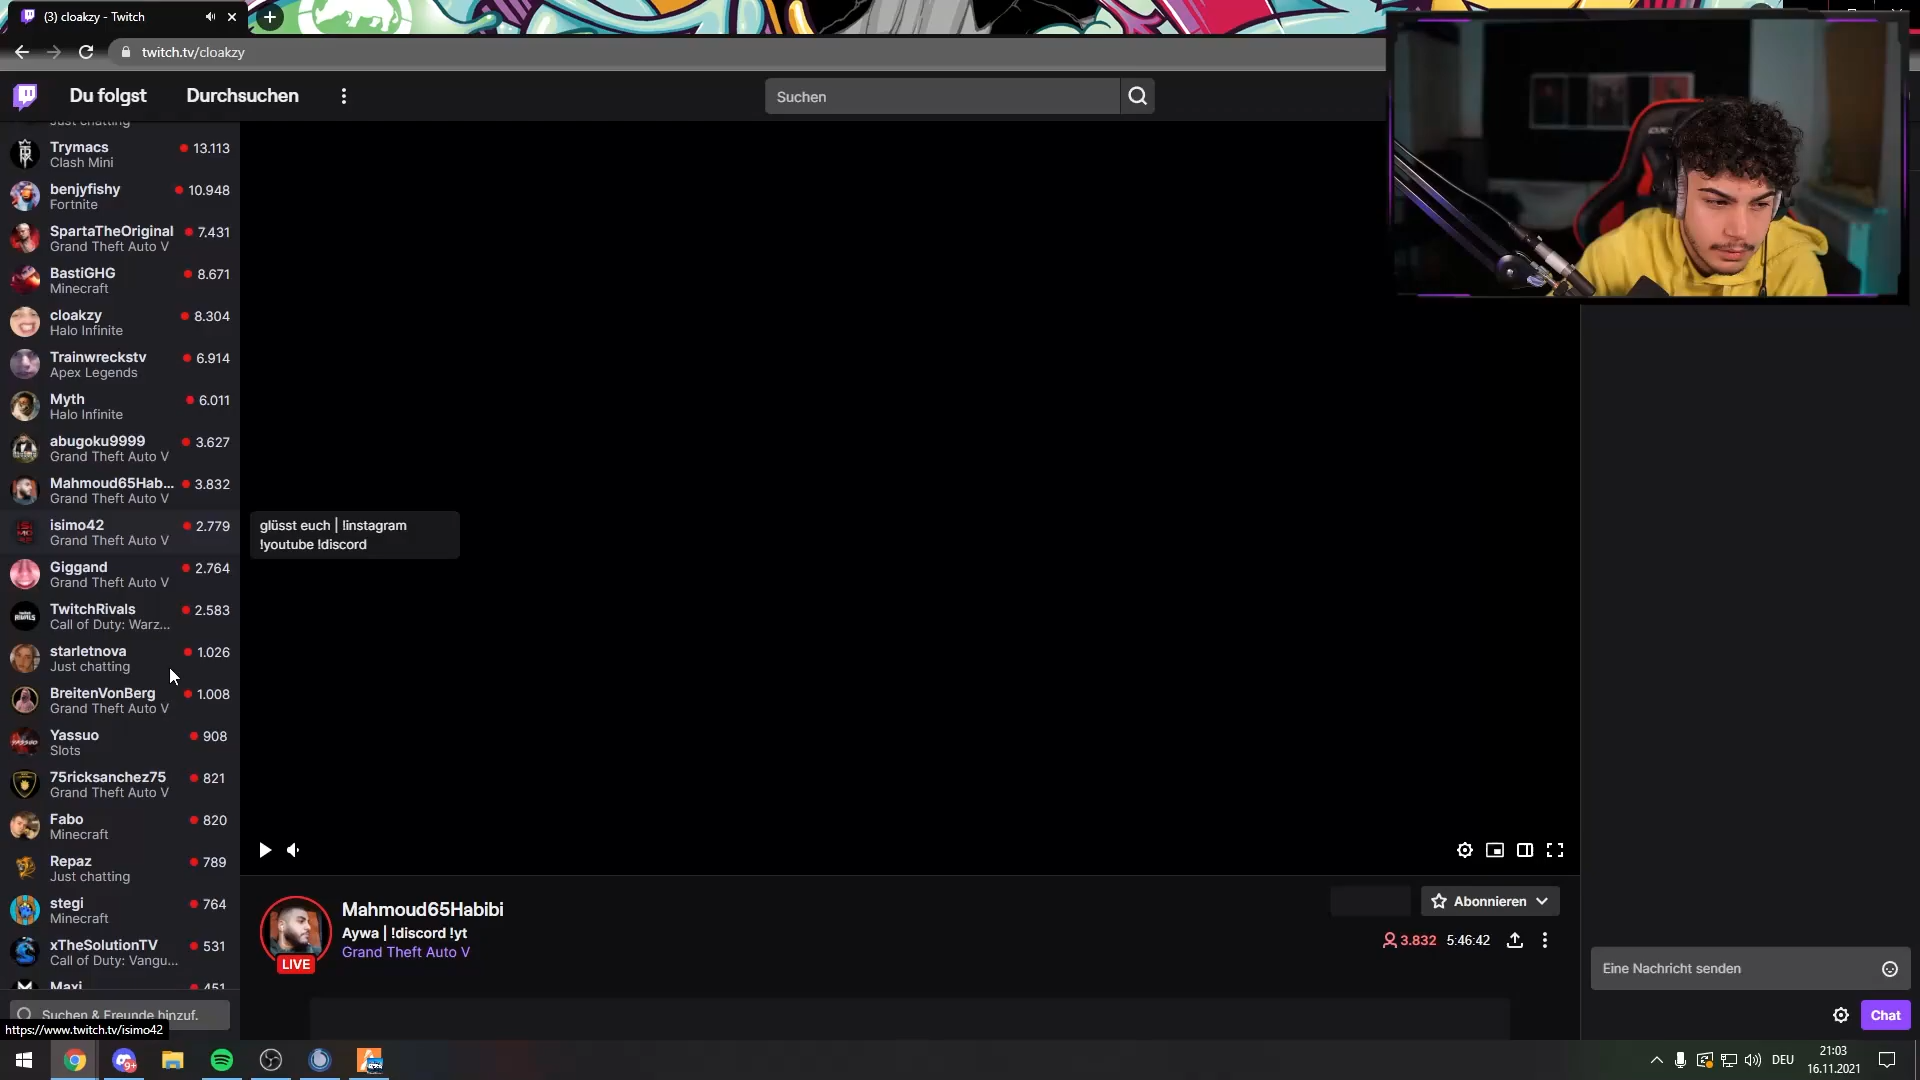 (3) cloakzy - Twitch
twitch.tv/cloakzy
Du folgst
Durchsuchen
Suchen
Just chatting
Trymacs
13.113
Clash Mini
benjyfishy
10.948
Fortnite
SpartaTheOriginal
7.431
Grand Theft Auto V
BastiGHG
8.671
Minecraft
cloakzy
8.304
Halo Infinite
Trainwreckstv
6.914
Apex Legends
Myth
6.011
Halo Infinite
abugoku9999
3.627
Grand Theft Auto V
Mahmoud65Hab...
3.832
Grand Theft Auto V
isimo42
2.779
Grand Theft Auto V
glüsst euch | !instagram
!youtube !discord
Giggand
2.764
Grand Theft Auto V
TwitchRivals
2.583
Call of Duty: Warz...
starletnova
1.026
Just chatting
BreitenVonBerg
1.008
Grand Theft Auto V
Yassuo
908
Slots
75ricksanchez75
821
Grand Theft Auto V
Fabo
820
Minecraft
Repaz
789
Just chatting
stegi
764
Minecraft
xTheSolutionTV
531
Call of Duty: Vangu...
Maxi
451
Suchen & Freunde hinzuf.
https://www.twitch.tv/isimo42
Mahmoud65Habibi
Aywa | !discord !yt
Grand Theft Auto V
LIVE
Abonnieren
3.832
5:46:42
Eine Nachricht senden
Chat
9+
DEU
21:03
16.11.2021